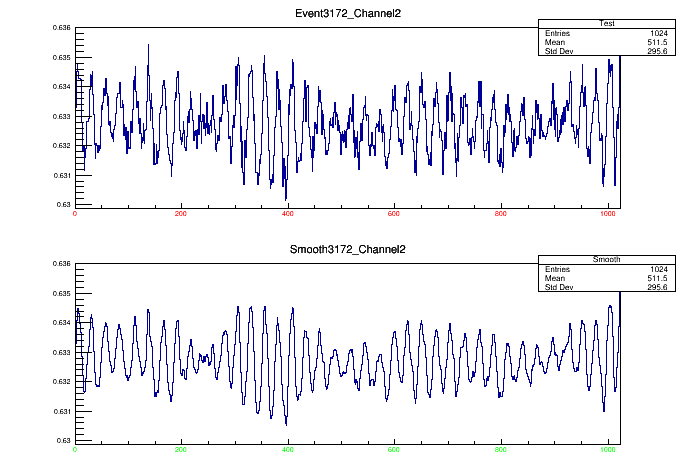 Event3172_Channel2
Test
Entries 1024
Mean 511.5
Std Dev 295.6
0.636
0.635
0.634
0.633
0.632
0.631
0.63
0 200 400 600 800 1000
Smooth3172_Channel2
Smooth
Entries 1024
Mean 511.5
Std Dev 295.6
0.636
0.635
0.634
0.633
0.632
0.631
0.63
0 200 400 600 800 1000